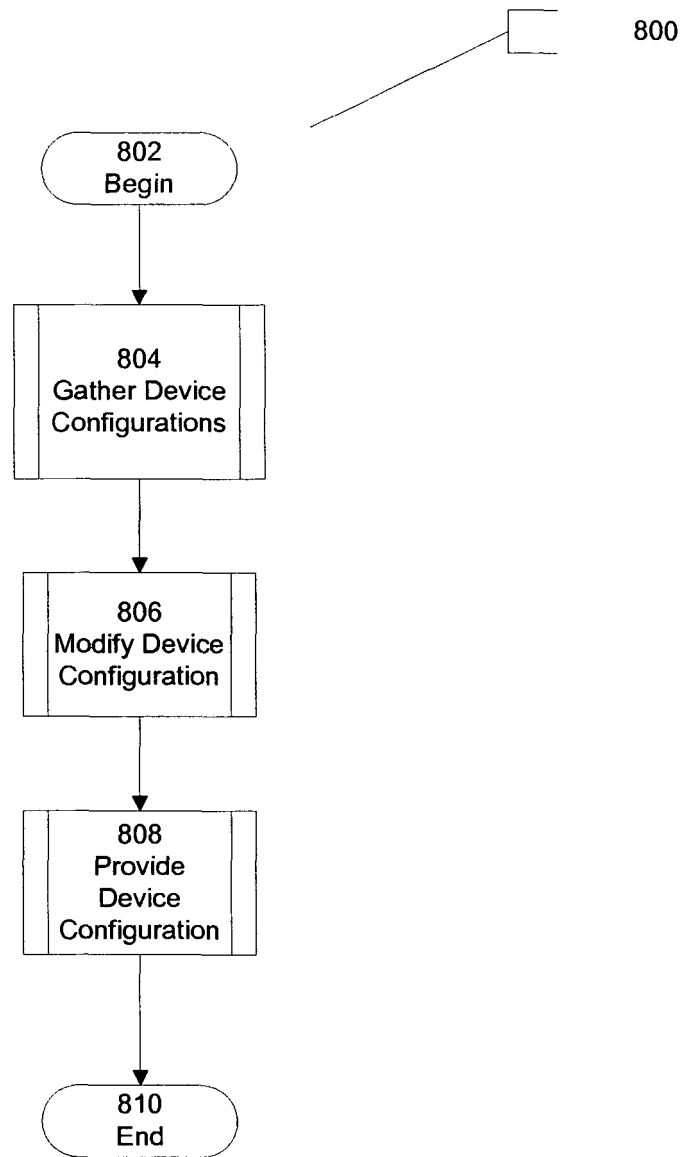 800
802
Begin
804
Gather Device
Configurations
806
Modify Device
Configuration
808
Provide
Device
Configuration
810
End